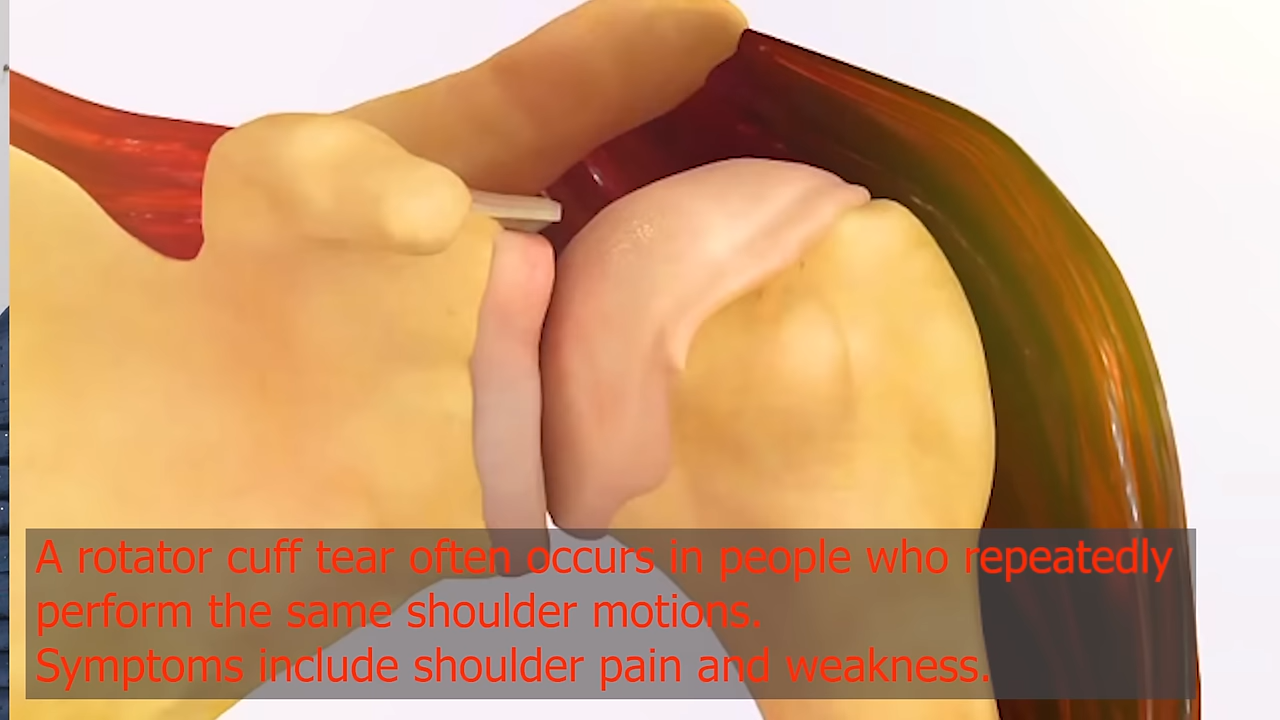 A rotator cuff tear often occurs in people who repeatedly
perform the same shoulder motions.
Symptoms include shoulder pain and weakness.